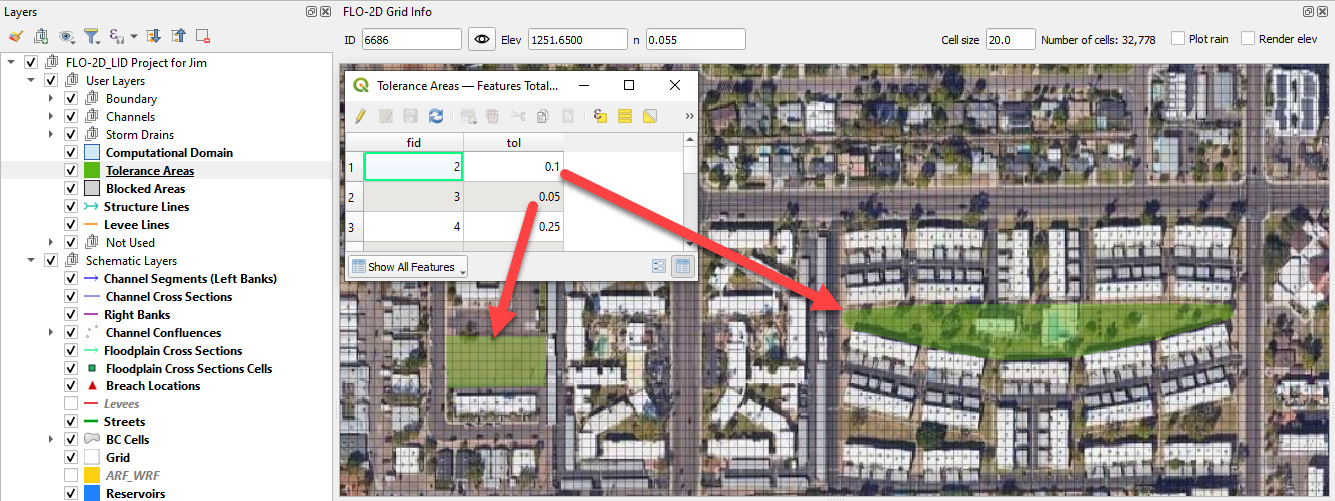 Layers
FLO-2D_LID Project for Jim
User Layers
Boundary
Channels
Storm Drains
Computational Domain
Tolerance Areas
Blocked Areas
Structure Lines
Levee Lines
Not Used
Schematic Layers
Channel Segments (Left Banks)
Channel Cross Sections
Right Banks
Channel Confluences
Floodplain Cross Sections
Floodplain Cross Sections Cells
Breach Locations
Levees
Streets
BC Cells
Grid
ARF_WRF
Reservoirs
FLO-2D Grid Info
ID 6686 Elev 1251.6500 n 0.055 Cell size 20.0 Number of cells: 32,778 Plot rain Render elev
Tolerance Areas — Features Total...
fid tol
1 2 0.1
2 3 0.05
3 4 0.25
Show All Features